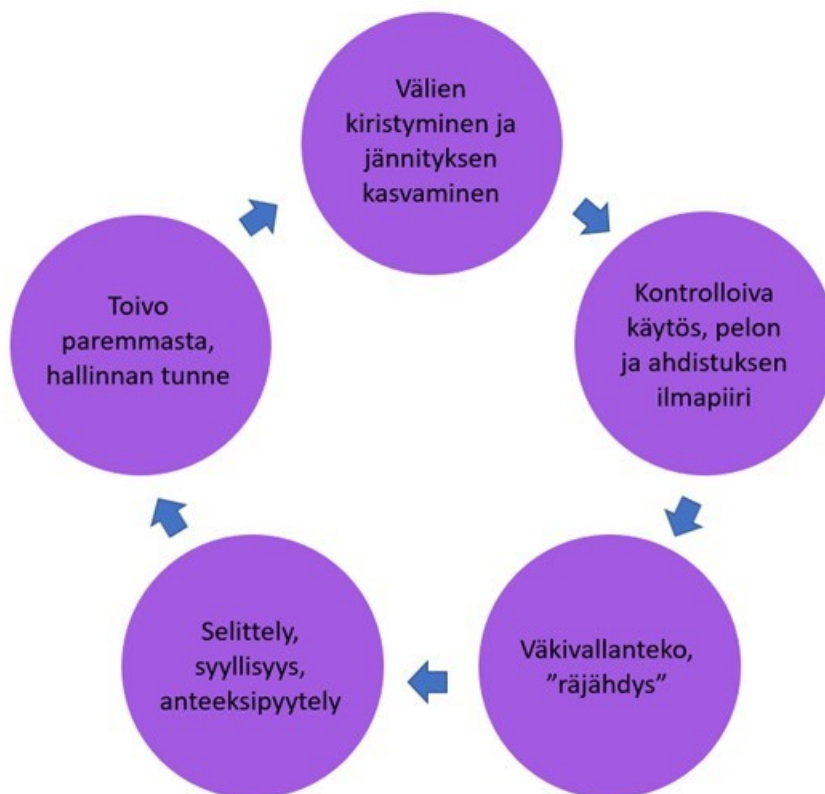 Välien
kiristyminen ja
jännityksen
kasvaminen
Kontrolloiva
käytös, pelon
ja ahdistuksen
ilmapiiri
Väkivallanteko,
”räjähdys”
Selittely,
syyllisyys,
anteeksipyytely
Toivo
paremmasta,
hallinnan tunne